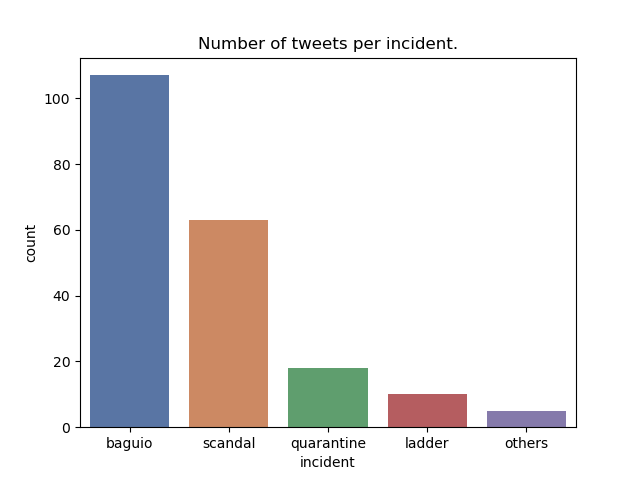 Number of tweets per incident.
100
80
60
40
20
0
count
baguio
scandal
quarantine
ladder
others
incident